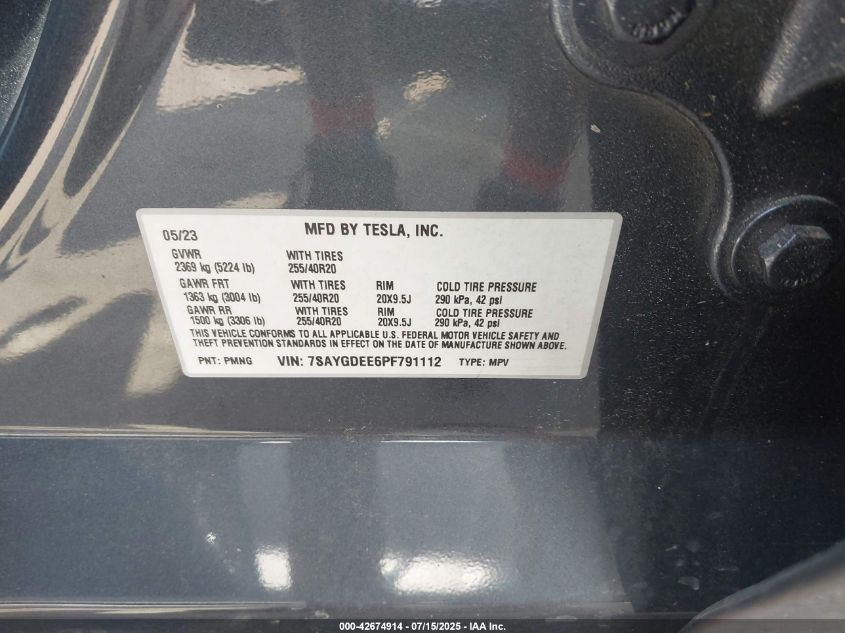 05/23 MFD BY TESLA, INC.
GVWR WITH TIRES
2369 kg (5224 lb) 255/40R20
GAWR FRT WITH TIRES RIM COLD TIRE PRESSURE
1363 kg (3004 lb) 255/40R20 20X9.5J 290 kPa, 42 psi
GAWR RR WITH TIRES RIM COLD TIRE PRESSURE
1500 kg (3306 lb) 255/40R20 20X9.5J 290 kPa, 42 psi
THIS VEHICLE CONFORMS TO ALL APPLICABLE U.S. FEDERAL MOTOR VEHICLE SAFETY AND
THEFT PREVENTION STANDARDS IN EFFECT ON THE DATE OF MANUFACTURE SHOWN ABOVE.
PNT: PMNG VIN: 7SAYGDEE6PF791112 TYPE: MPV
000-42674914 - 07/15/2025 - IAA Inc.